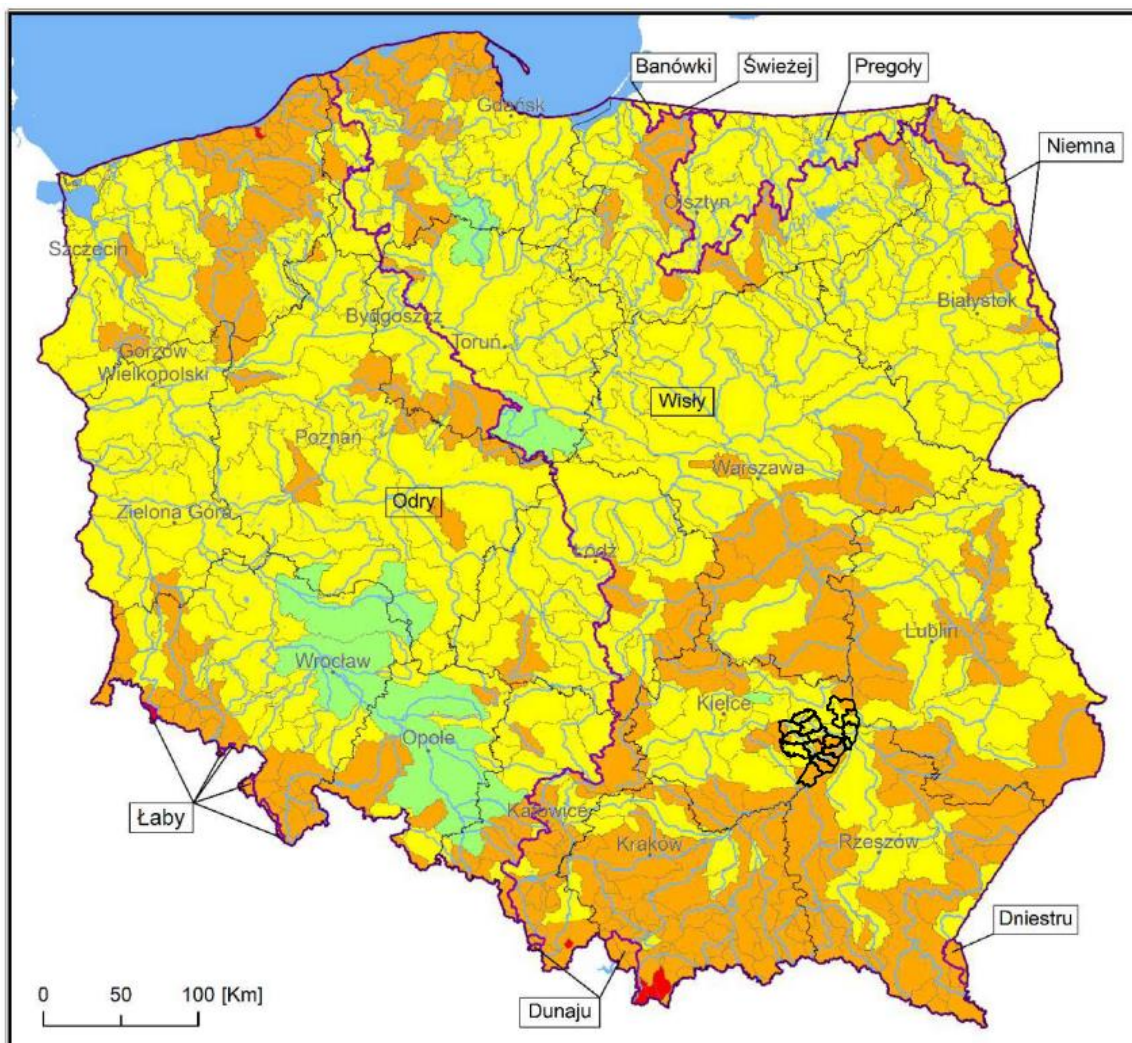 Banówki
Świeżej
Pregoły
Gdańsk
Niemna
Olsztyn
Szczecin
Białystok
Bydgoszcz
Toruń
Gorzów
Wielkopolski
Wisły
Poznań
Warszawa
Odry
Zielona Góra
Łódź
Lublin
Wrocław
Kielce
Opole
Łaby
Katowice
Kraków
Rzeszów
Dniestru
0 50 100 [Km]
Dunaju